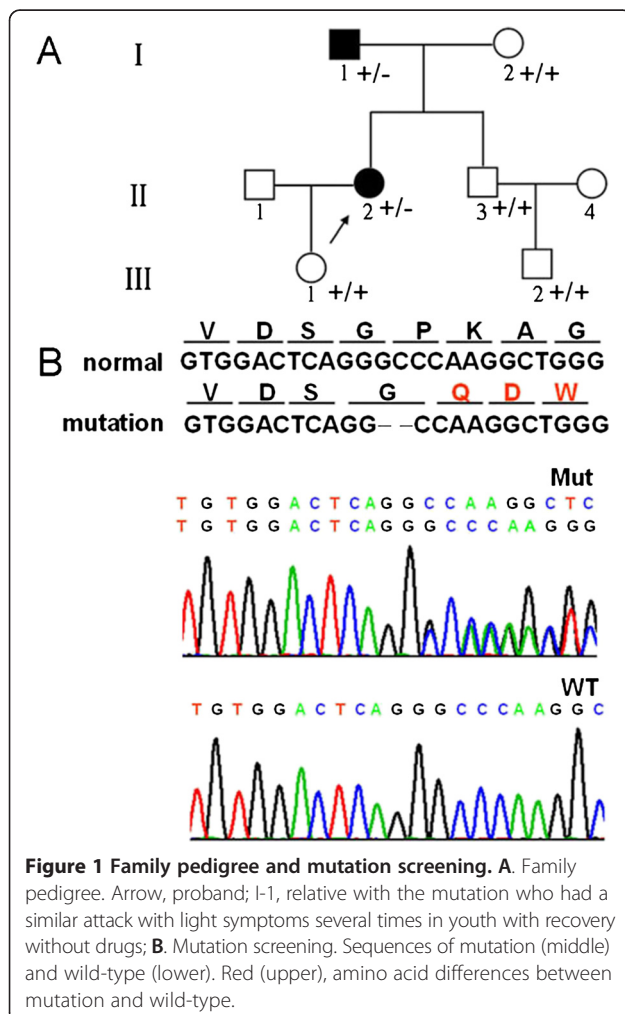 A I
1 +/- 2 +/+
II
1 2 +/- 3 +/+ 4
III
1 +/+ 2 +/+
V D S G P K A G
B normal GTGGACTCAGGGCCCAAGGCTGGG
V D S G Q D W
mutation GTGGACTCAGG--CCAAGGCTGGG
Mut
T G T G G A C T C A G G C C A A G G C T C
T G T G G A C T C A G G G C C C A A G G G
WT
T G T G G A C T C A G G G C C C A A G G C
Figure 1 Family pedigree and mutation screening. A. Family
pedigree. Arrow, proband; I-1, relative with the mutation who had a
similar attack with light symptoms several times in youth with recovery
without drugs; B. Mutation screening. Sequences of mutation (middle)
and wild-type (lower). Red (upper), amino acid differences between
mutation and wild-type.